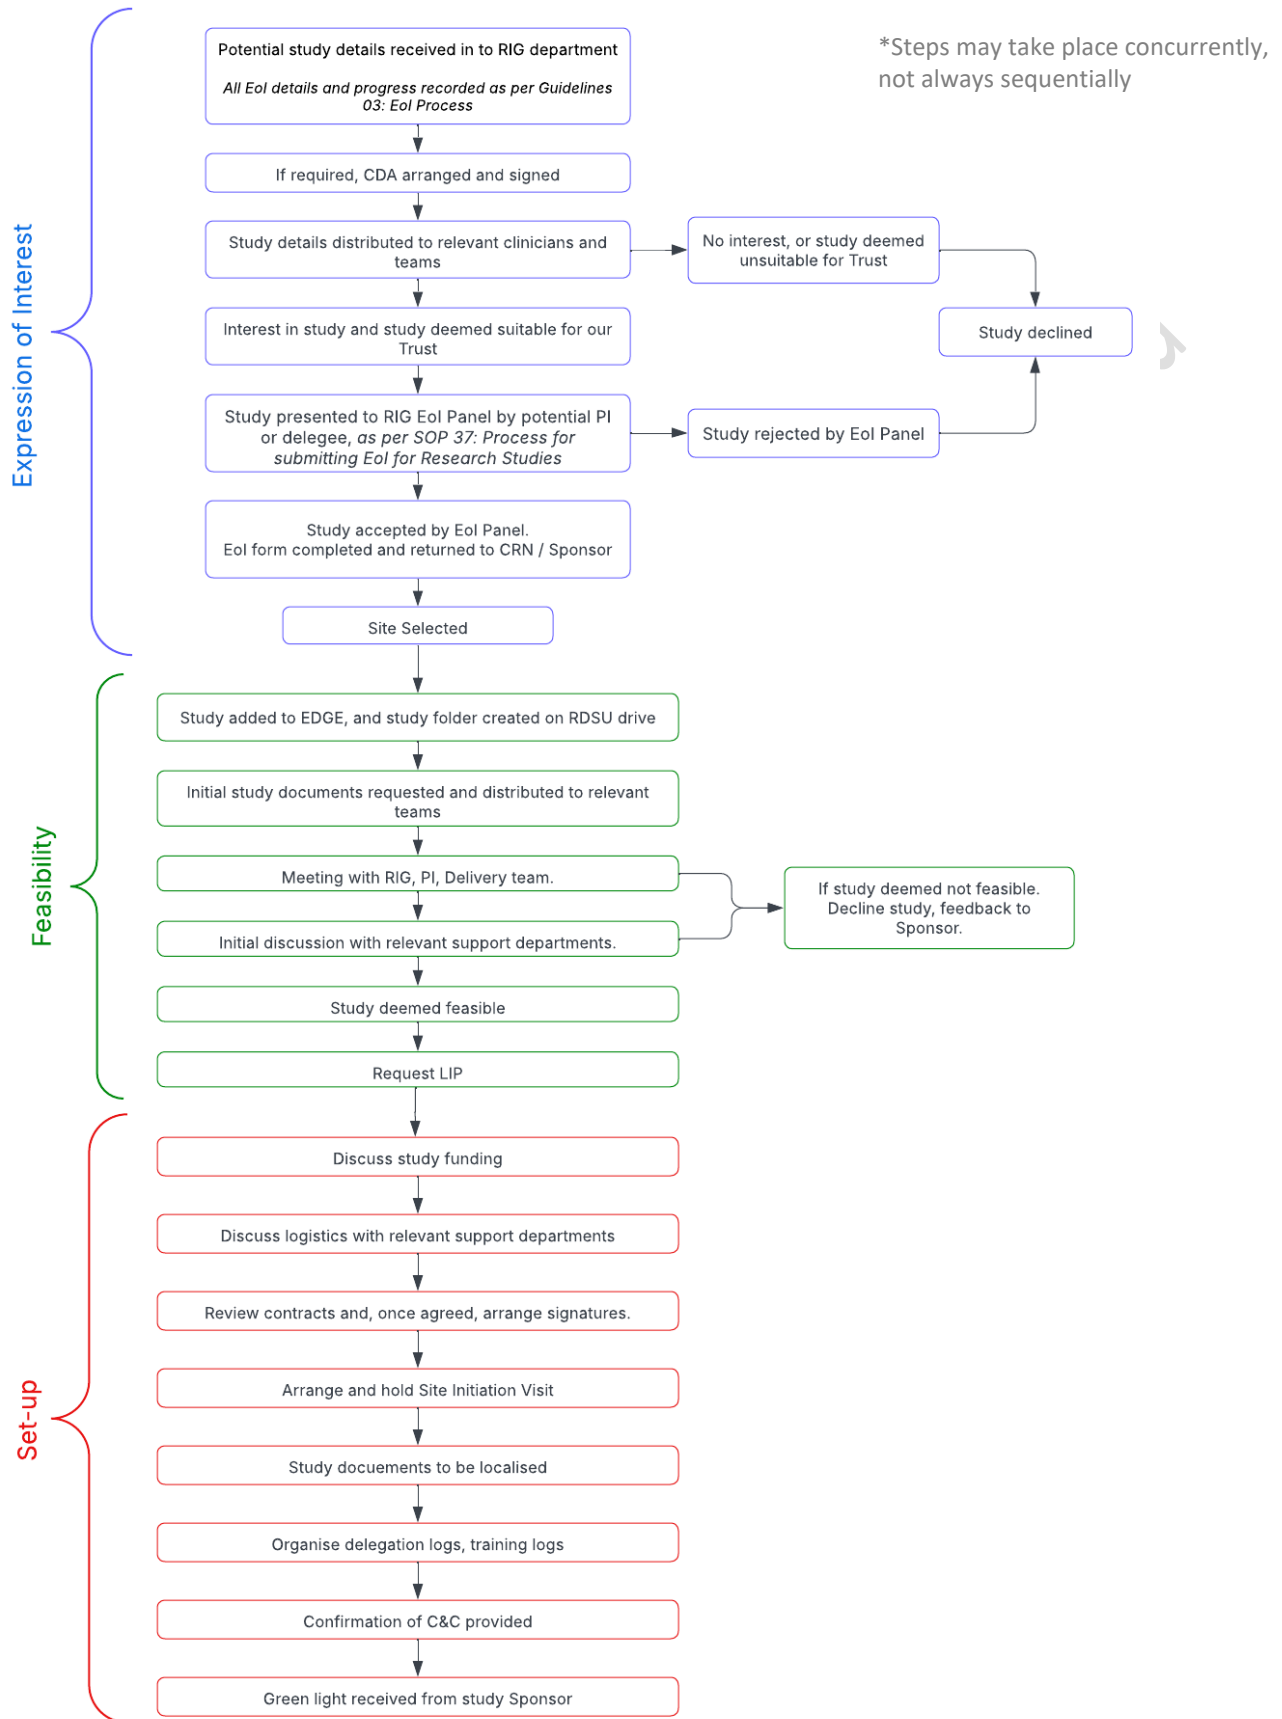 *Steps may take place concurrently,
not always sequentially
Expression of Interest
Potential study details received in to RIG department
All EoI details and progress recorded as per Guidelines
03: EoI Process
If required, CDA arranged and signed
Study details distributed to relevant clinicians and
teams
No interest, or study deemed
unsuitable for Trust
Interest in study and study deemed suitable for our
Trust
Study declined
Study presented to RIG EoI Panel by potential PI
or delegee, as per SOP 37: Process for
submitting EoI for Research Studies
Study rejected by EoI Panel
Study accepted by EoI Panel.
EoI form completed and returned to CRN / Sponsor
Site Selected
Feasibility
Study added to EDGE, and study folder created on RDSU drive
Initial study documents requested and distributed to relevant
teams
Meeting with RIG, PI, Delivery team.
Initial discussion with relevant support departments.
If study deemed not feasible.
Decline study, feedback to
Sponsor.
Study deemed feasible
Request LIP
Set-up
Discuss study funding
Discuss logistics with relevant support departments
Review contracts and, once agreed, arrange signatures.
Arrange and hold Site Initiation Visit
Study docuements to be localised
Organise delegation logs, training logs
Confirmation of C&C provided
Green light received from study Sponsor